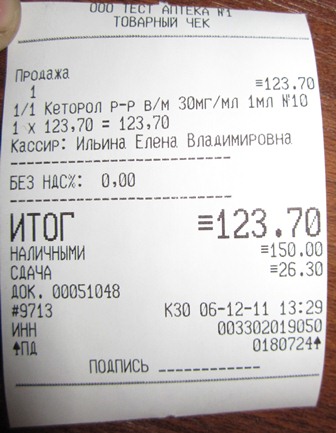 ООО ТЕСТ АПТЕКА №1
ТОВАРНЫЙ ЧЕК
Продажа
1 ≡123.70
1/1 Кеторол Р-Р В/М 30МГ/МЛ 1МЛ №10
1 х 123,70 = 123,70
Кассир: Ильина Елена Владимировна
БЕЗ НДС%: 0,00
ИТОГ ≡123.70
НАЛИЧНЫМИ ≡150.00
СДАЧА ≡26.30
ДОК. 00051048
#9713 К30 06-12-11 13:29
ИНН 003302019050
♠ПД 0180724♠
ПОДПИСЬ ____________